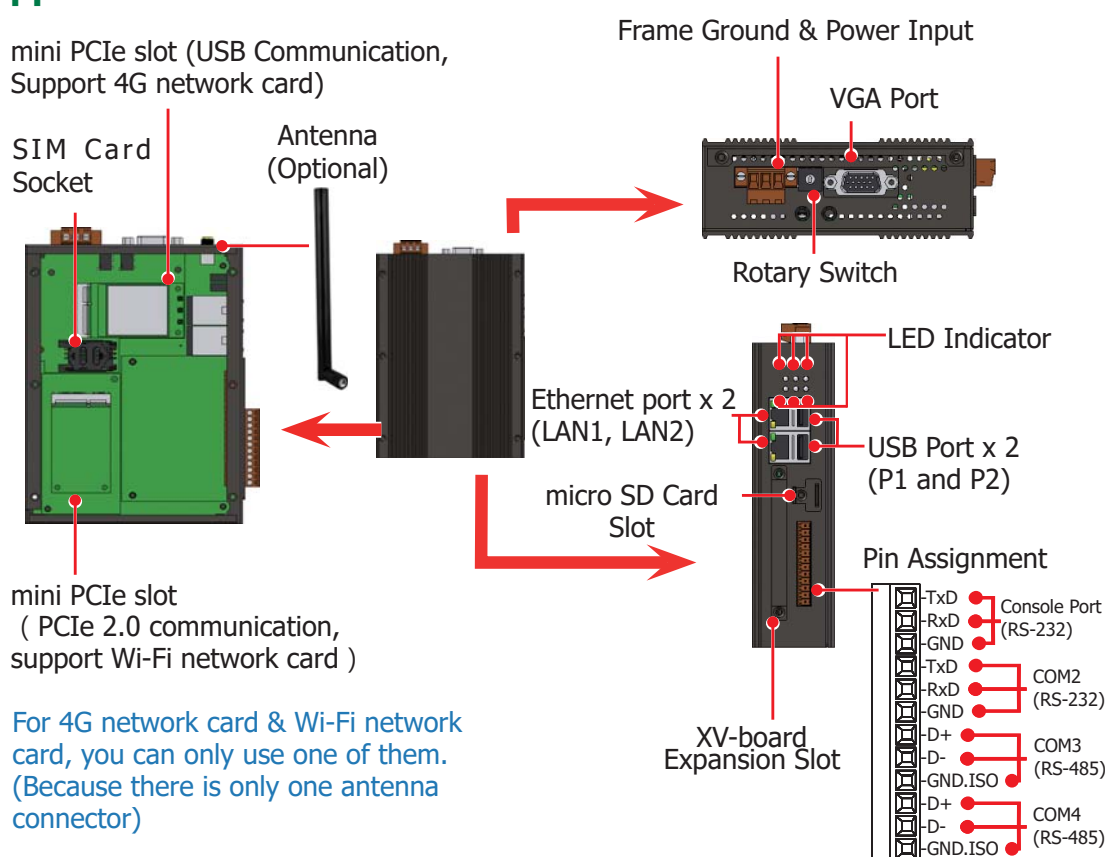 mini PCIe slot (USB Communication,
Support 4G network card)
SIM Card
Socket
Antenna
(Optional)
Frame Ground & Power Input
VGA Port
Rotary Switch
LED Indicator
Ethernet port x 2
(LAN1, LAN2)
USB Port x 2
(P1 and P2)
micro SD Card
Slot
XV-board
Expansion Slot
mini PCIe slot
( PCIe 2.0 communication,
support Wi-Fi network card )
For 4G network card & Wi-Fi network
card, you can only use one of them.
(Because there is only one antenna
connector)
Pin Assignment
-TxD
-RxD
-GND
Console Port
(RS-232)
-TxD
-RxD
-GND
COM2
(RS-232)
-D+
-D-
-GND.ISO
COM3
(RS-485)
-D+
-D-
-GND.ISO
COM4
(RS-485)